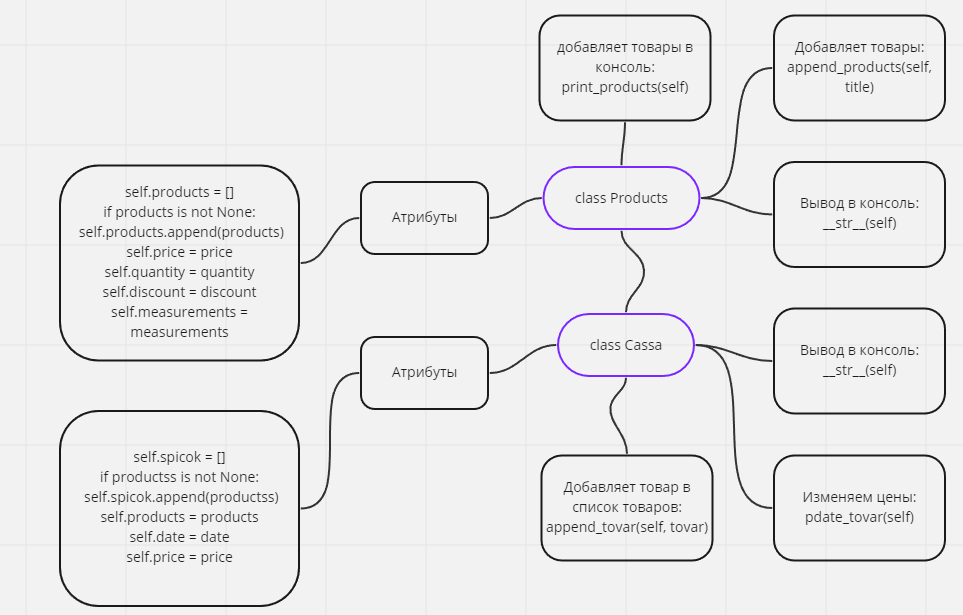 добавляет товары в
консоль:
print_products(self)
Добавляет товары:
append_products(self,
title)
class Products
Вывод в консоль:
__str__(self)
Атрибуты
self.products = []
if products is not None:
self.products.append(products)
self.price = price
self.quantity = quantity
self.discount = discount
self.measurements =
measurements
class Cassa
Вывод в консоль:
__str__(self)
Атрибуты
self.spicok = []
if productss is not None:
self.spicok.append(productss)
self.products = products
self.date = date
self.price = price
Добавляет товар в
список товаров:
append_tovar(self, tovar)
Изменяем цены:
pdate_tovar(self)